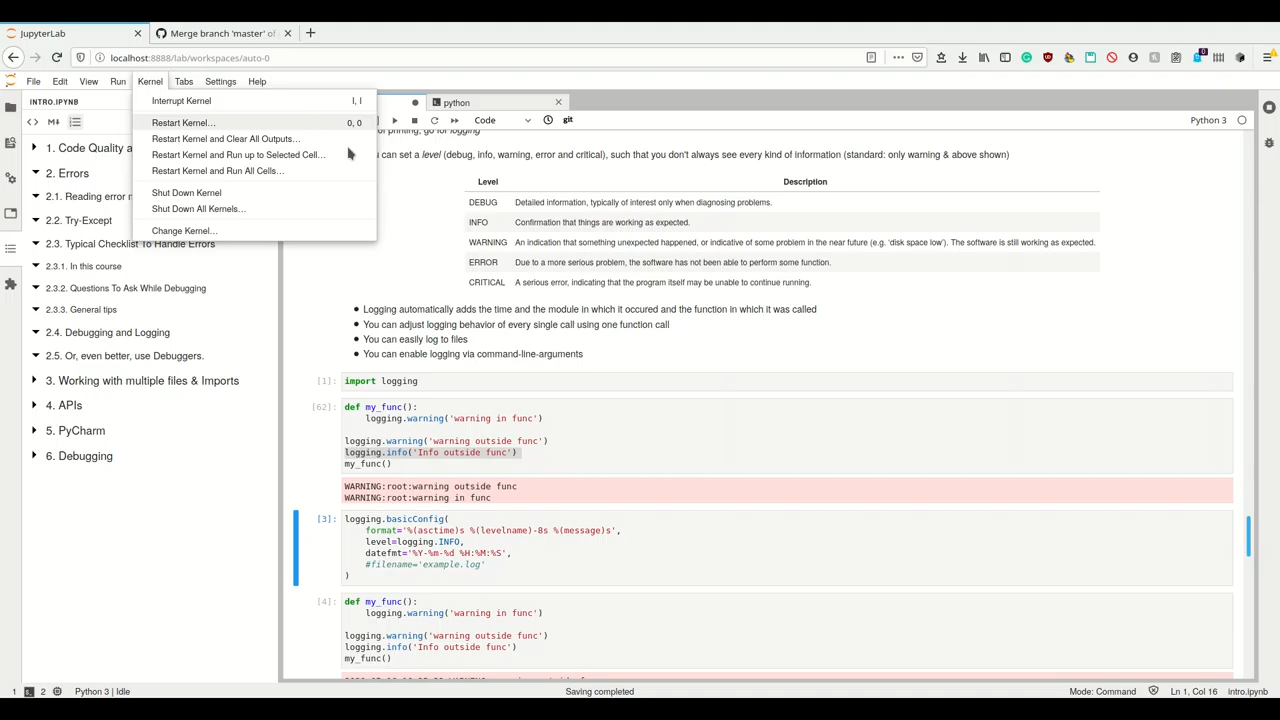 JupyterLab
Merge branch 'master' of
localhost:8888/lab/workspaces/auto-0
File Edit View Run Kernel Tabs Settings Help
INTRO.IPYNB
1. Code Quality a
2. Errors
2.1. Reading error m
2.2. Try-Except
2.3. Typical Checklist To Handle Errors
2.3.1. In this course
2.3.2. Questions To Ask While Debugging
2.3.3. General tips
2.4. Debugging and Logging
2.5. Or, even better, use Debuggers.
3. Working with multiple files & Imports
4. APIs
5. PyCharm
6. Debugging
Interrupt Kernel I, I
Restart Kernel… 0, 0
Restart Kernel and Clear All Outputs…
Restart Kernel and Run up to Selected Cell…
Restart Kernel and Run All Cells…
Shut Down Kernel
Shut Down All Kernels…
Change Kernel…
python
Code git Python 3
of printing, go for logging
can set a level (debug, info, warning, error and critical), such that you don't always see every kind of information (standard: only warning & above shown)
Level Description
DEBUG Detailed information, typically of interest only when diagnosing problems.
INFO Confirmation that things are working as expected.
WARNING An indication that something unexpected happened, or indicative of some problem in the near future (e.g. 'disk space low'). The software is still working as expected.
ERROR Due to a more serious problem, the software has not been able to perform some function.
CRITICAL A serious error, indicating that the program itself may be unable to continue running.
Logging automatically adds the time and the module in which it occured and the function in which it was called
You can adjust logging behavior of every single call using one function call
You can easily log to files
You can enable logging via command-line-arguments
[1]: import logging
[62]: def my_func():
logging.warning('warning in func')
logging.warning('warning outside func')
logging.info('Info outside func')
my_func()
WARNING:root:warning outside func
WARNING:root:warning in func
[3]: logging.basicConfig(
format='%(asctime)s %(levelname)-8s %(message)s',
level=logging.INFO,
datefmt='%Y-%m-%d %H:%M:%S',
#filename='example.log'
)
[4]: def my_func():
logging.warning('warning in func')
logging.warning('warning outside func')
logging.info('Info outside func')
my_func()
1 2 Python 3 | Idle Saving completed Mode: Command Ln 1, Col 16 intro.ipynb